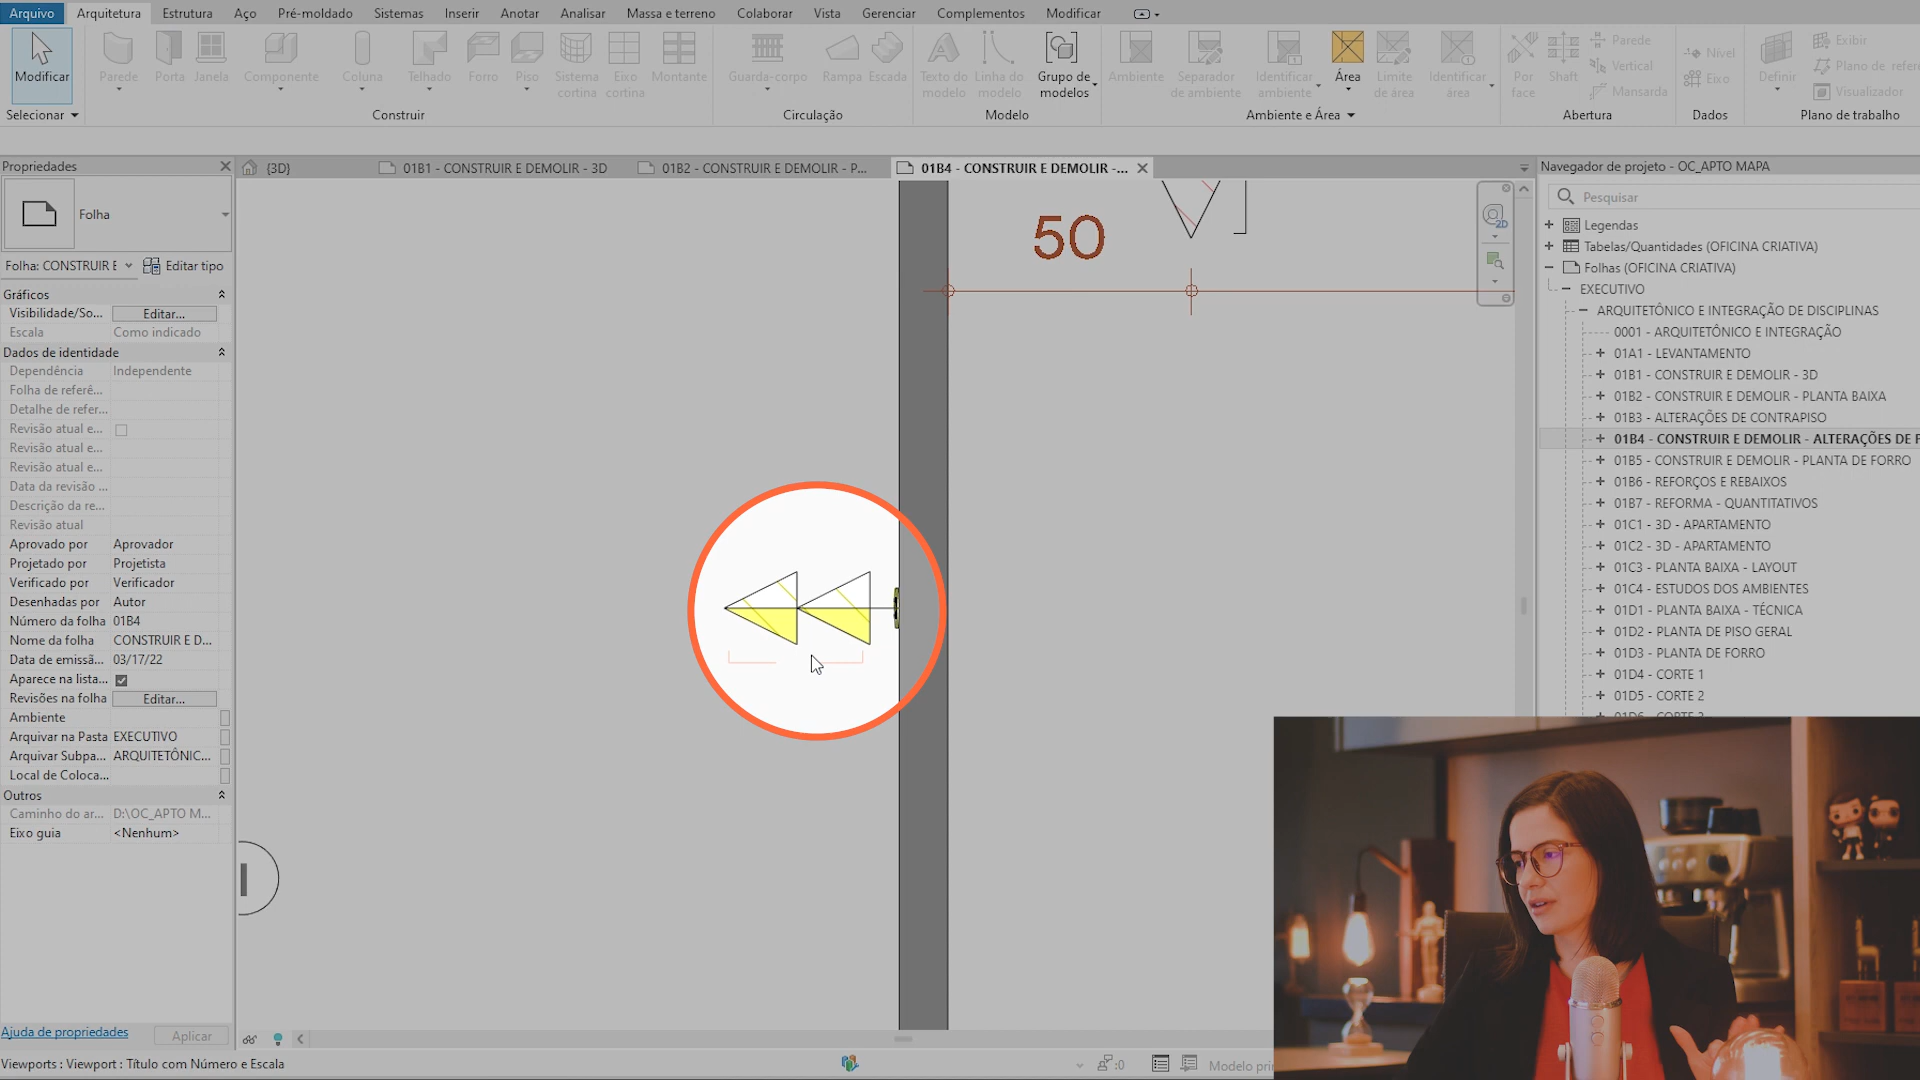 Arquivo Arquitetura Estrutura Aço Pré-moldado Sistemas Inserir Anotar Analisar Massa e terreno Colaborar Vista Gerenciar Complementos Modificar
Modificar Parede Porta Janela Componente Coluna Telhado Forro Piso Sistema cortina Eixo cortina Montante Guarda-corpo Rampa Escada Texto do modelo Linha do modelo Grupo de modelos Ambiente Separador de ambiente Identificar ambiente Área Limite de área Identificar área Por face Shaft Parede Vertical Mansarda Nível Eixo Definir Exibir Plano de refer Visualizador
Selecionar Construir Circulação Modelo Ambiente e Área Abertura Dados Plano de trabalho
Propriedades
{3D} 01B1 - CONSTRUIR E DEMOLIR - 3D 01B2 - CONSTRUIR E DEMOLIR - P... 01B4 - CONSTRUIR E DEMOLIR -...
Folha
Folha: CONSTRUIR E Editar tipo
Gráficos
Visibilidade/So... Editar...
Escala Como indicado
Dados de identidade
Dependência Independente
Folha de referê...
Detalhe de refer...
Revisão atual e...
Revisão atual e...
Revisão atual e...
Data da revisão ...
Descrição da re...
Revisão atual
Aprovado por Aprovador
Projetado por Projetista
Verificado por Verificador
Desenhadas por Autor
Número da folha 01B4
Nome da folha CONSTRUIR E D...
Data de emissã... 03/17/22
Aparece na lista...
Revisões na folha Editar...
Ambiente
Arquivar na Pasta EXECUTIVO
Arquivar Subpa... ARQUITETÔNIC...
Local de Coloca...
Outros
Caminho do ar... D:\OC_APTO M...
Eixo guia <Nenhum>
Ajuda de propriedades Aplicar
50
2D
Navegador de projeto - OC_APTO MAPA
Pesquisar
Legendas
Tabelas/Quantidades (OFICINA CRIATIVA)
Folhas (OFICINA CRIATIVA)
EXECUTIVO
ARQUITETÔNICO E INTEGRAÇÃO DE DISCIPLINAS
0001 - ARQUITETÔNICO E INTEGRAÇÃO
01A1 - LEVANTAMENTO
01B1 - CONSTRUIR E DEMOLIR - 3D
01B2 - CONSTRUIR E DEMOLIR - PLANTA BAIXA
01B3 - ALTERAÇÕES DE CONTRAPISO
01B4 - CONSTRUIR E DEMOLIR - ALTERAÇÕES DE
01B5 - CONSTRUIR E DEMOLIR - PLANTA DE FORRO
01B6 - REFORÇOS E REBAIXOS
01B7 - REFORMA - QUANTITATIVOS
01C1 - 3D - APARTAMENTO
01C2 - 3D - APARTAMENTO
01C3 - PLANTA BAIXA - LAYOUT
01C4 - ESTUDOS DOS AMBIENTES
01D1 - PLANTA BAIXA - TÉCNICA
01D2 - PLANTA DE PISO GERAL
01D3 - PLANTA DE FORRO
01D4 - CORTE 1
01D5 - CORTE 2
Viewports : Viewport : Título com Número e Escala :0 Modelo pri